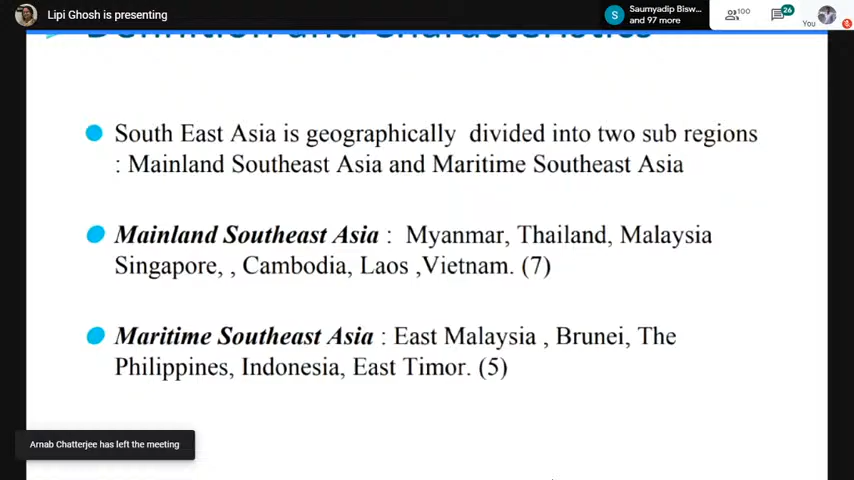 Lipi Ghosh is presenting
S
Saumyadip Bisw...
and 97 more
100
26
You
Definition and Characteristics
South East Asia is geographically divided into two sub regions
: Mainland Southeast Asia and Maritime Southeast Asia
Mainland Southeast Asia : Myanmar, Thailand, Malaysia
Singapore, , Cambodia, Laos ,Vietnam. (7)
Maritime Southeast Asia : East Malaysia , Brunei, The
Philippines, Indonesia, East Timor. (5)
Arnab Chatterjee has left the meeting